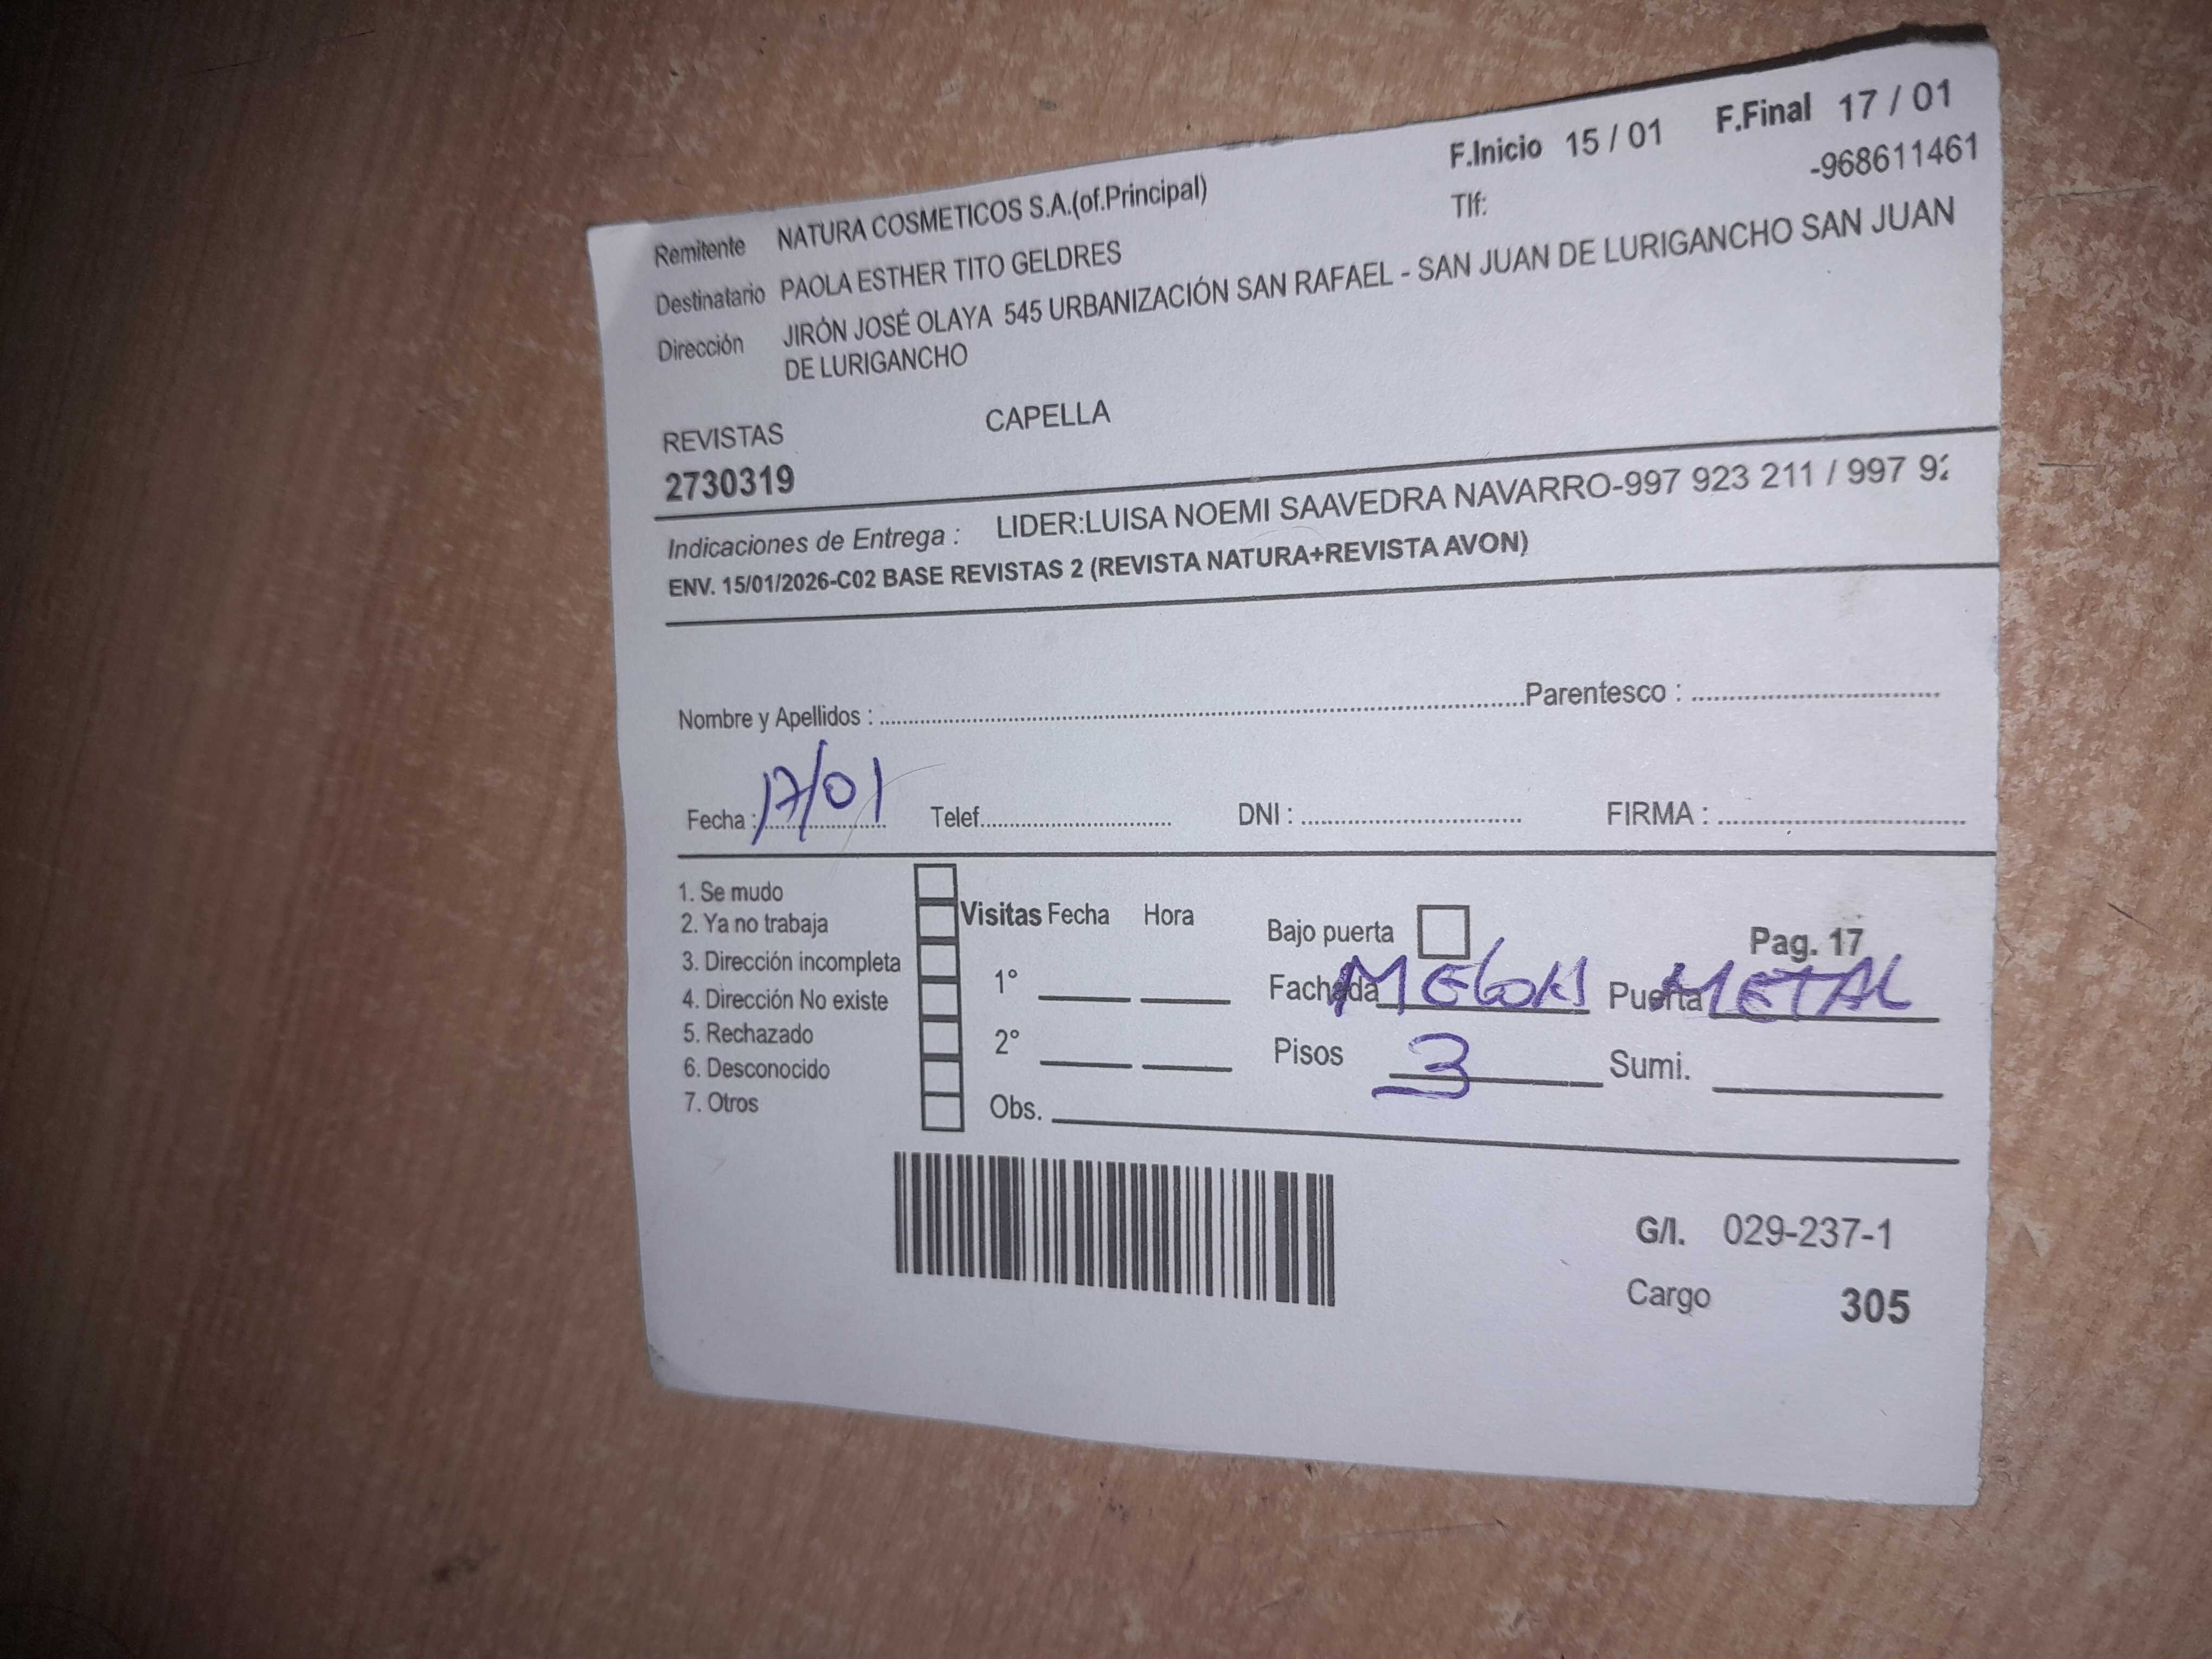 F.Inicio 15 / 01 F.Final 17 / 01
Remitente NATURA COSMETICOS S.A.(of.Principal) Tlf: -968611461
Destinatario PAOLA ESTHER TITO GELDRES
Dirección JIRÓN JOSÉ OLAYA 545 URBANIZACIÓN SAN RAFAEL - SAN JUAN DE LURIGANCHO SAN JUAN
DE LURIGANCHO
REVISTAS CAPELLA
2730319
Indicaciones de Entrega : LIDER:LUISA NOEMI SAAVEDRA NAVARRO-997 923 211 / 997 92
ENV. 15/01/2026-C02 BASE REVISTAS 2 (REVISTA NATURA+REVISTA AVON)
Nombre y Apellidos : Parentesco :
Fecha : 17/01 Telef. DNI : FIRMA :
1. Se mudo
2. Ya no trabaja
3. Dirección incompleta
4. Dirección No existe
5. Rechazado
6. Desconocido
7. Otros
Visitas Fecha Hora
1°
2°
Obs.
Bajo puerta Pag. 17
Fachada Puerta METAL
Pisos 3 Sumi.
G/I. 029-237-1
Cargo 305